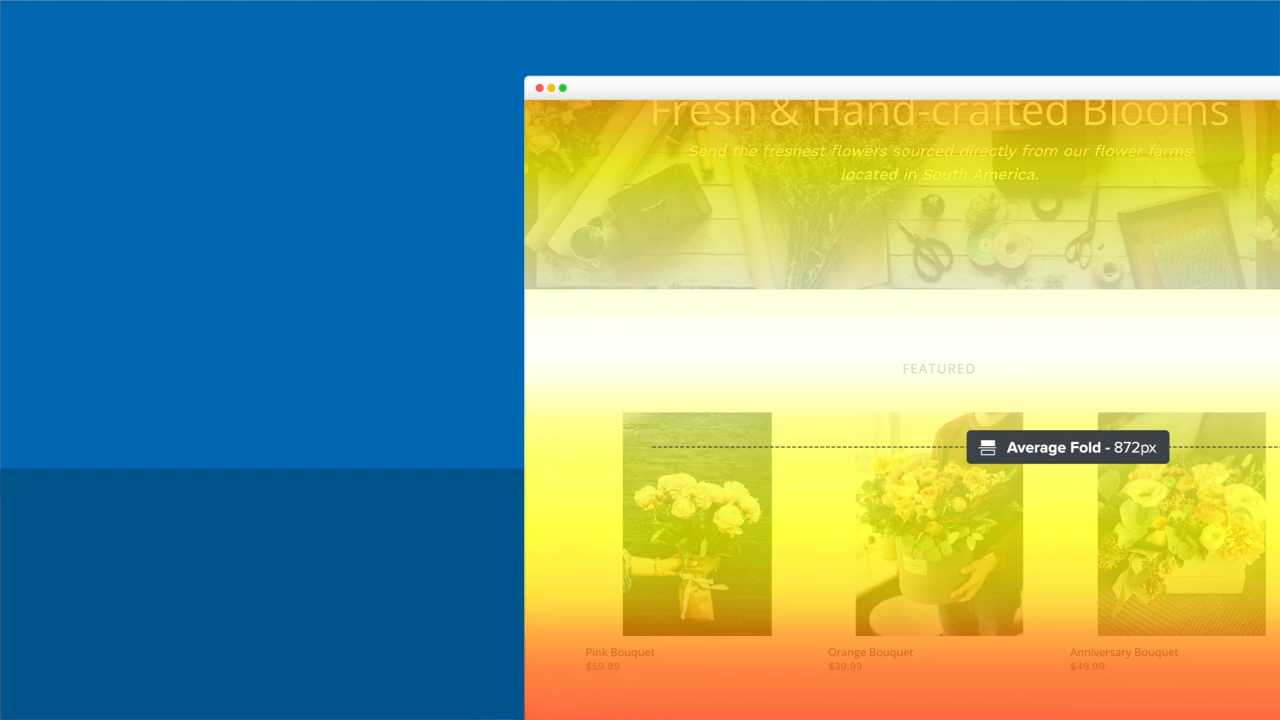 Fresh & Hand-crafted Blooms
Send the freshest flowers sourced directly from our flower farms
located in South America.
FEATURED
Average Fold - 872px
Pink Bouquet
$59.99
Orange Bouquet
$39.99
Anniversary Bouquet
$49.99